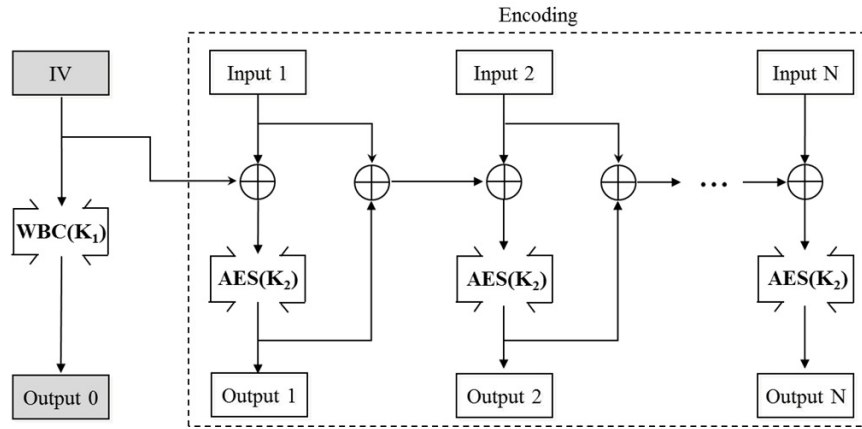 Encoding
IV
Input 1
Input 2
Input N
...
WBC(K₁)
AES(K₂)
AES(K₂)
AES(K₂)
Output 0
Output 1
Output 2
Output N